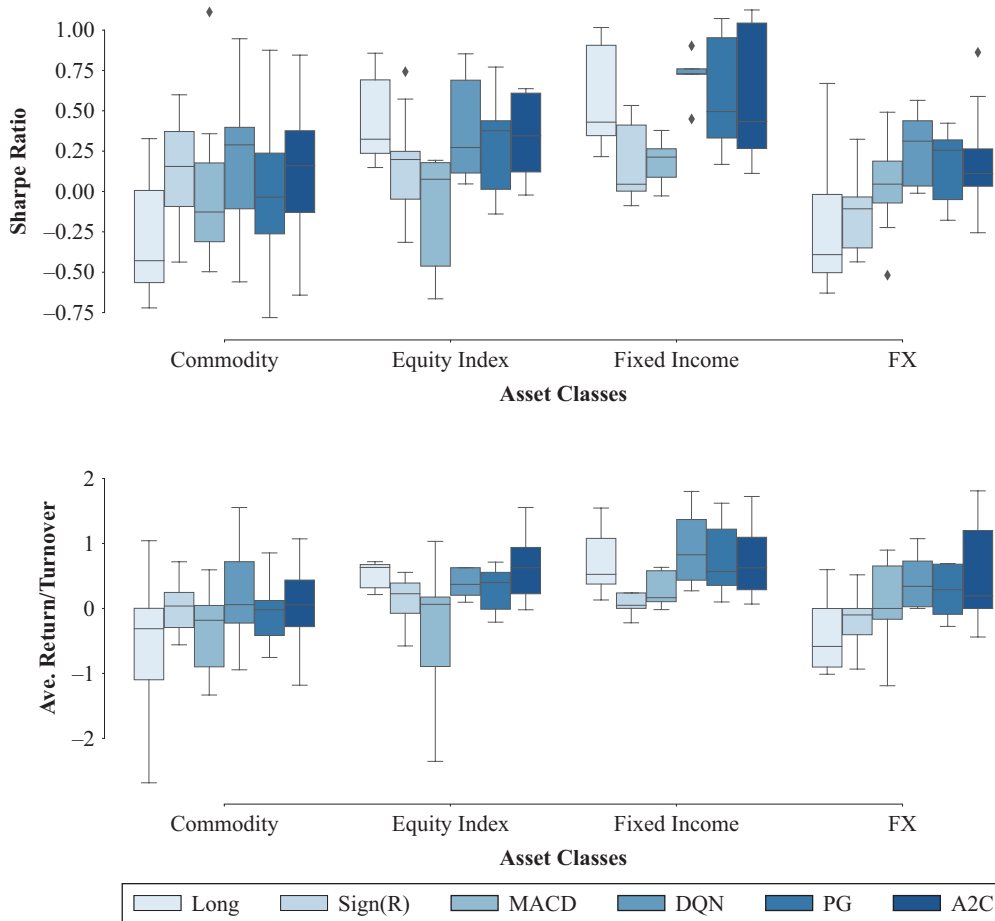 Sharpe Ratio
1.00
0.75
0.50
0.25
0.00
−0.25
−0.50
−0.75
Commodity Equity Index Fixed Income FX
Asset Classes
Ave. Return/Turnover
2
1
0
−1
−2
Commodity Equity Index Fixed Income FX
Asset Classes
Long Sign(R) MACD DQN PG A2C